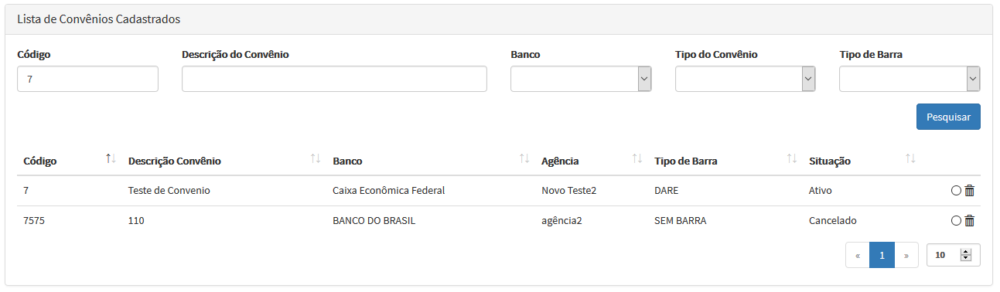 Lista de Convênios Cadastrados
Código Descrição do Convênio Banco Tipo do Convênio Tipo de Barra
7
Pesquisar
Código Descrição Convênio Banco Agência Tipo de Barra Situação
7 Teste de Convenio Caixa Econômica Federal Novo Teste2 DARE Ativo
7575 110 BANCO DO BRASIL agência2 SEM BARRA Cancelado
« 1 » 10